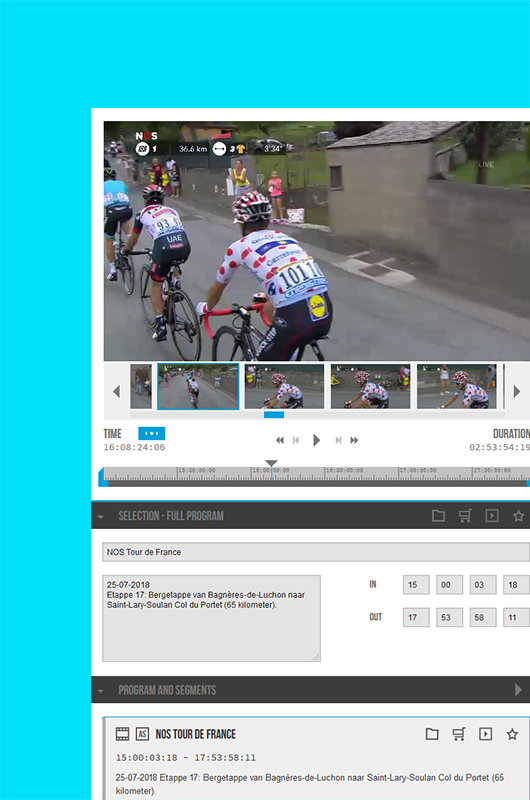 NOS
1 36.6 km 3 3'34"
LIVE
93
UAE
Carrefour
101
LIDL
QUICK STEP
TIME
DURATION
16:08:24:06
02:53:54:19
15:30:00:00 16:00:00:00 16:30:00:00 17:00:00:00 17:30:00:00
SELECTION - FULL PROGRAM
NOS Tour de France
25-07-2018
Etappe 17: Bergetappe van Bagnères-de-Luchon naar
Saint-Lary-Soulan Col du Portet (65 kilometer).
IN 15 00 03 18
OUT 17 53 58 11
PROGRAM AND SEGMENTS
AS NOS TOUR DE FRANCE
15:00:03:18 - 17:53:58:11
25-07-2018 Etappe 17: Bergetappe van Bagnères-de-Luchon naar Saint-Lary-Soulan Col du Portet (65
kilometer).